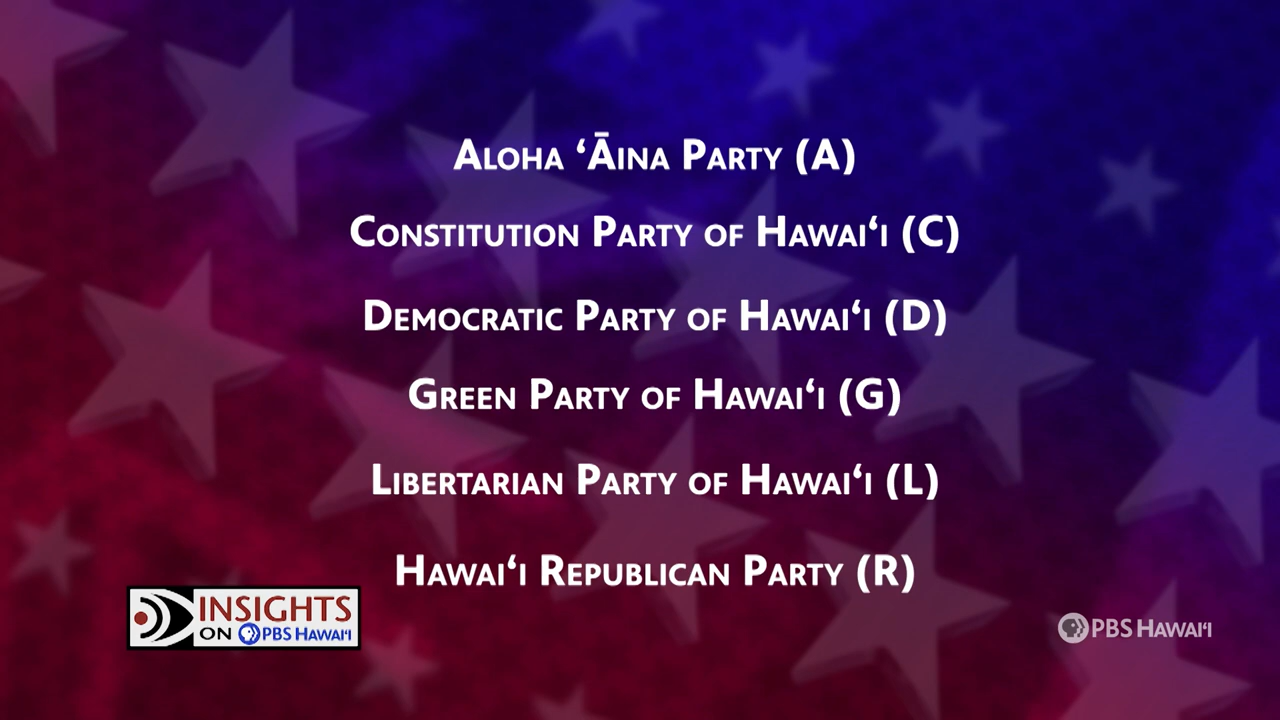 Aloha ʻĀina Party (A)
Constitution Party of Hawaiʻi (C)
Democratic Party of Hawaiʻi (D)
Green Party of Hawaiʻi (G)
Libertarian Party of Hawaiʻi (L)
Hawaiʻi Republican Party (R)
INSIGHTS
ON PBS HAWAIʻI
PBS HAWAIʻI